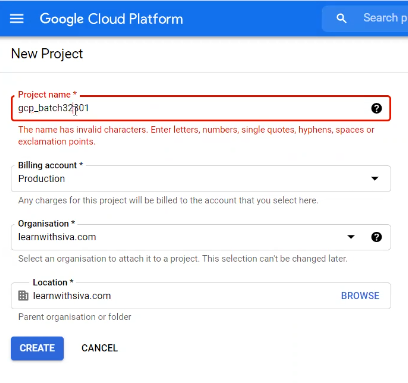 Google Cloud Platform
Search p
New Project
Project name *
The name has invalid characters. Enter letters, numbers, single quotes, hyphens, spaces or
exclamation points.
Billing account *
Production
Any charges for this project will be billed to the account that you select here.
Organisation *
learnwithsiva.com
Select an organisation to attach it to a project. This selection can't be changed later.
Location *
learnwithsiva.com
BROWSE
Parent organisation or folder
CREATE
CANCEL